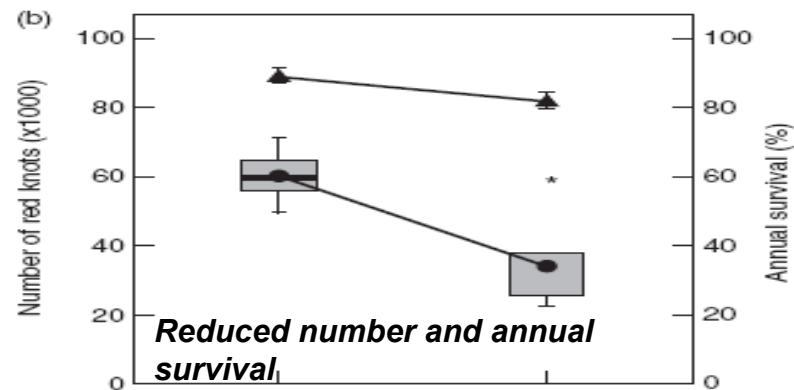 (b)
Number of red knots (x1000)
100
80
60
40
20
0
*
Reduced number and annual
survival
100
80
60
40
20
0
Annual survival (%)